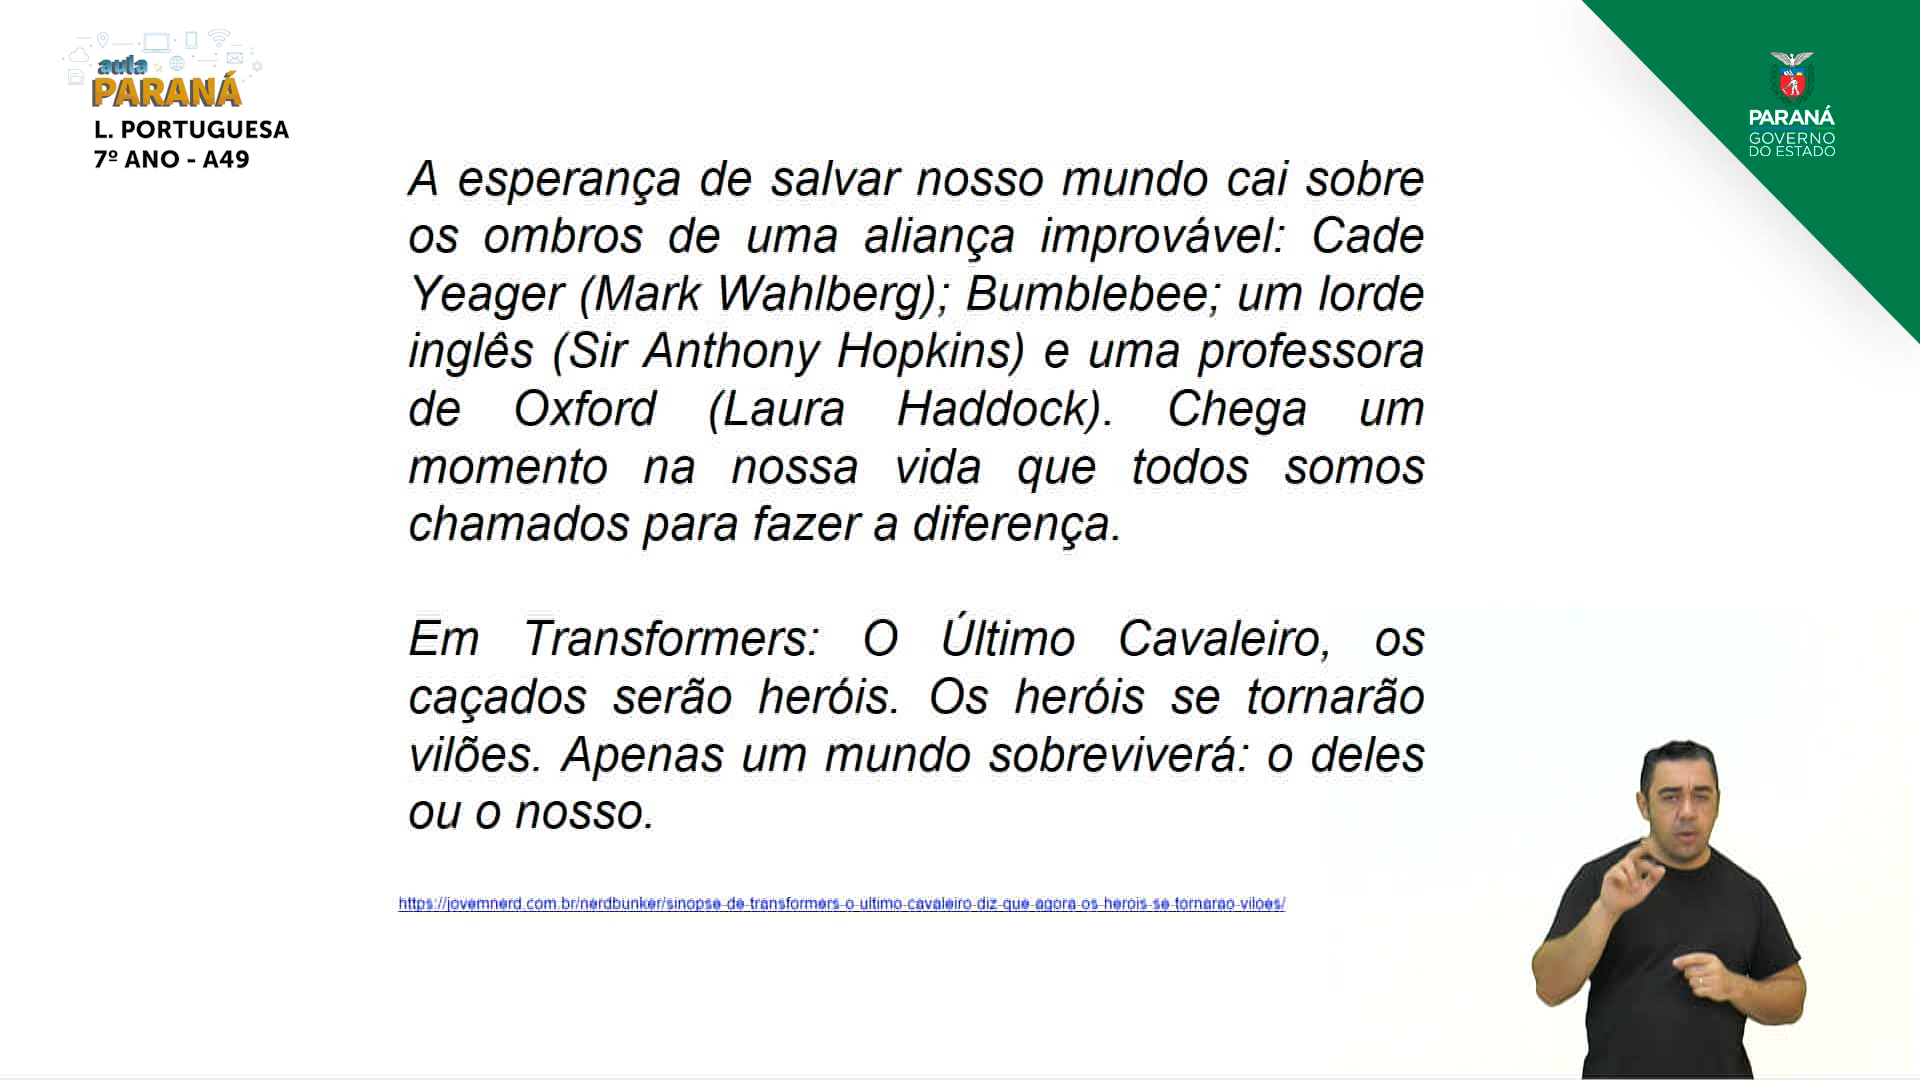 aula
PARANÁ
L. PORTUGUESA
7º ANO - A49
PARANÁ
GOVERNO
DO ESTADO
A esperança de salvar nosso mundo cai sobre
os ombros de uma aliança improvável: Cade
Yeager (Mark Wahlberg); Bumblebee; um lorde
inglês (Sir Anthony Hopkins) e uma professora
de Oxford (Laura Haddock). Chega um
momento na nossa vida que todos somos
chamados para fazer a diferença.
Em Transformers: O Último Cavaleiro, os
caçados serão heróis. Os heróis se tornarão
vilões. Apenas um mundo sobreviverá: o deles
ou o nosso.
https://jovemnerd.com.br/nerdbunker/sinopse-de-transformers-o-ultimo-cavaleiro-diz-que-agora-os-herois-se-tornarao-viloes/